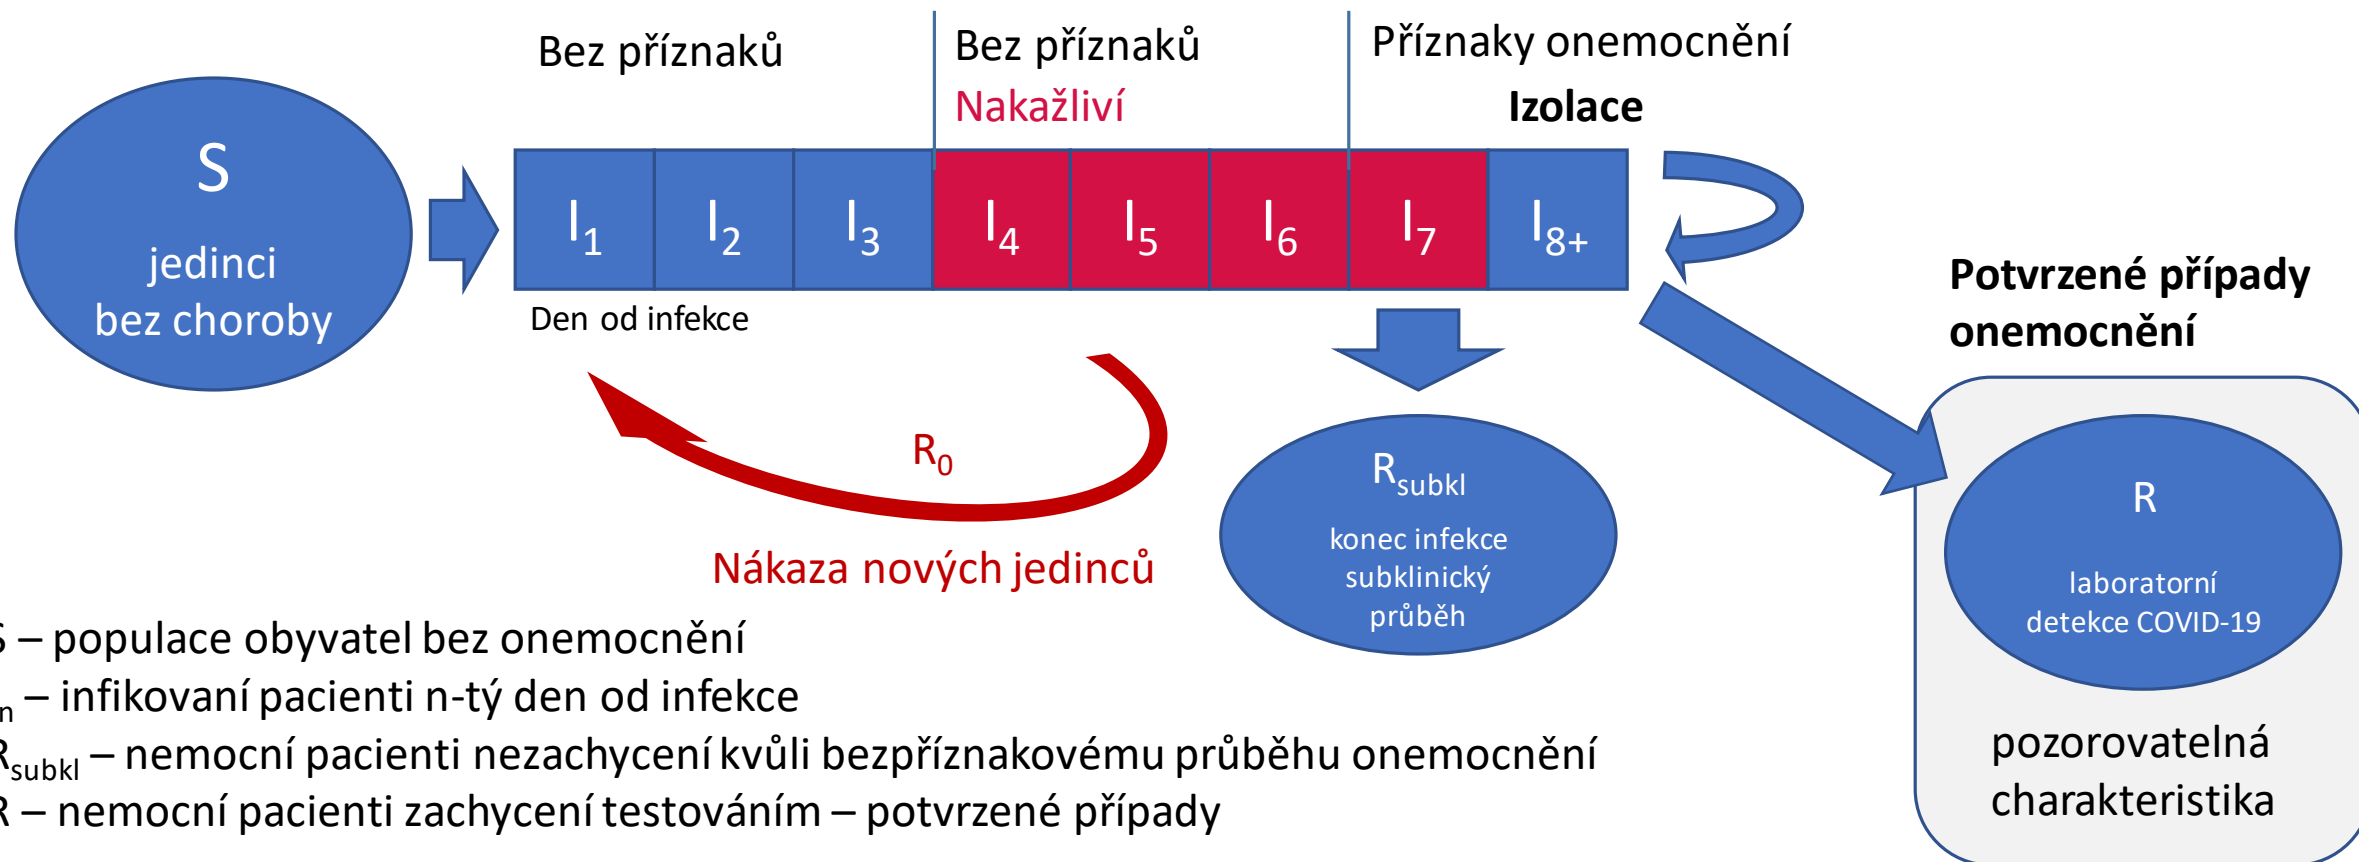 Bez příznaků
Bez příznaků
Nakažliví
Příznaky onemocnění
Izolace
S
jedinci
bez choroby
I1 I2 I3 I4 I5 I6 I7 I8+
Den od infekce
R0
Nákaza nových jedinců
Rsubkl
konec infekce
subklinický
průběh
Potvrzené případy
onemocnění
R
laboratorní
detekce COVID-19
pozorovatelná
charakteristika
S – populace obyvatel bez onemocnění
n – infikovaní pacienti n-tý den od infekce
Rsubkl – nemocní pacienti nezachycení kvůli bezpříznakovému průběhu onemocnění
R – nemocní pacienti zachycení testováním – potvrzené případy